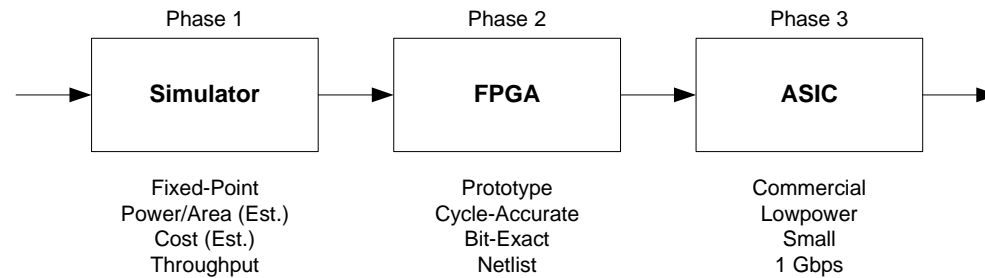 Phase 1
Phase 2
Phase 3
Simulator
FPGA
ASIC
Fixed-Point
Power/Area (Est.)
Cost (Est.)
Throughput
Prototype
Cycle-Accurate
Bit-Exact
Netlist
Commercial
Lowpower
Small
1 Gbps